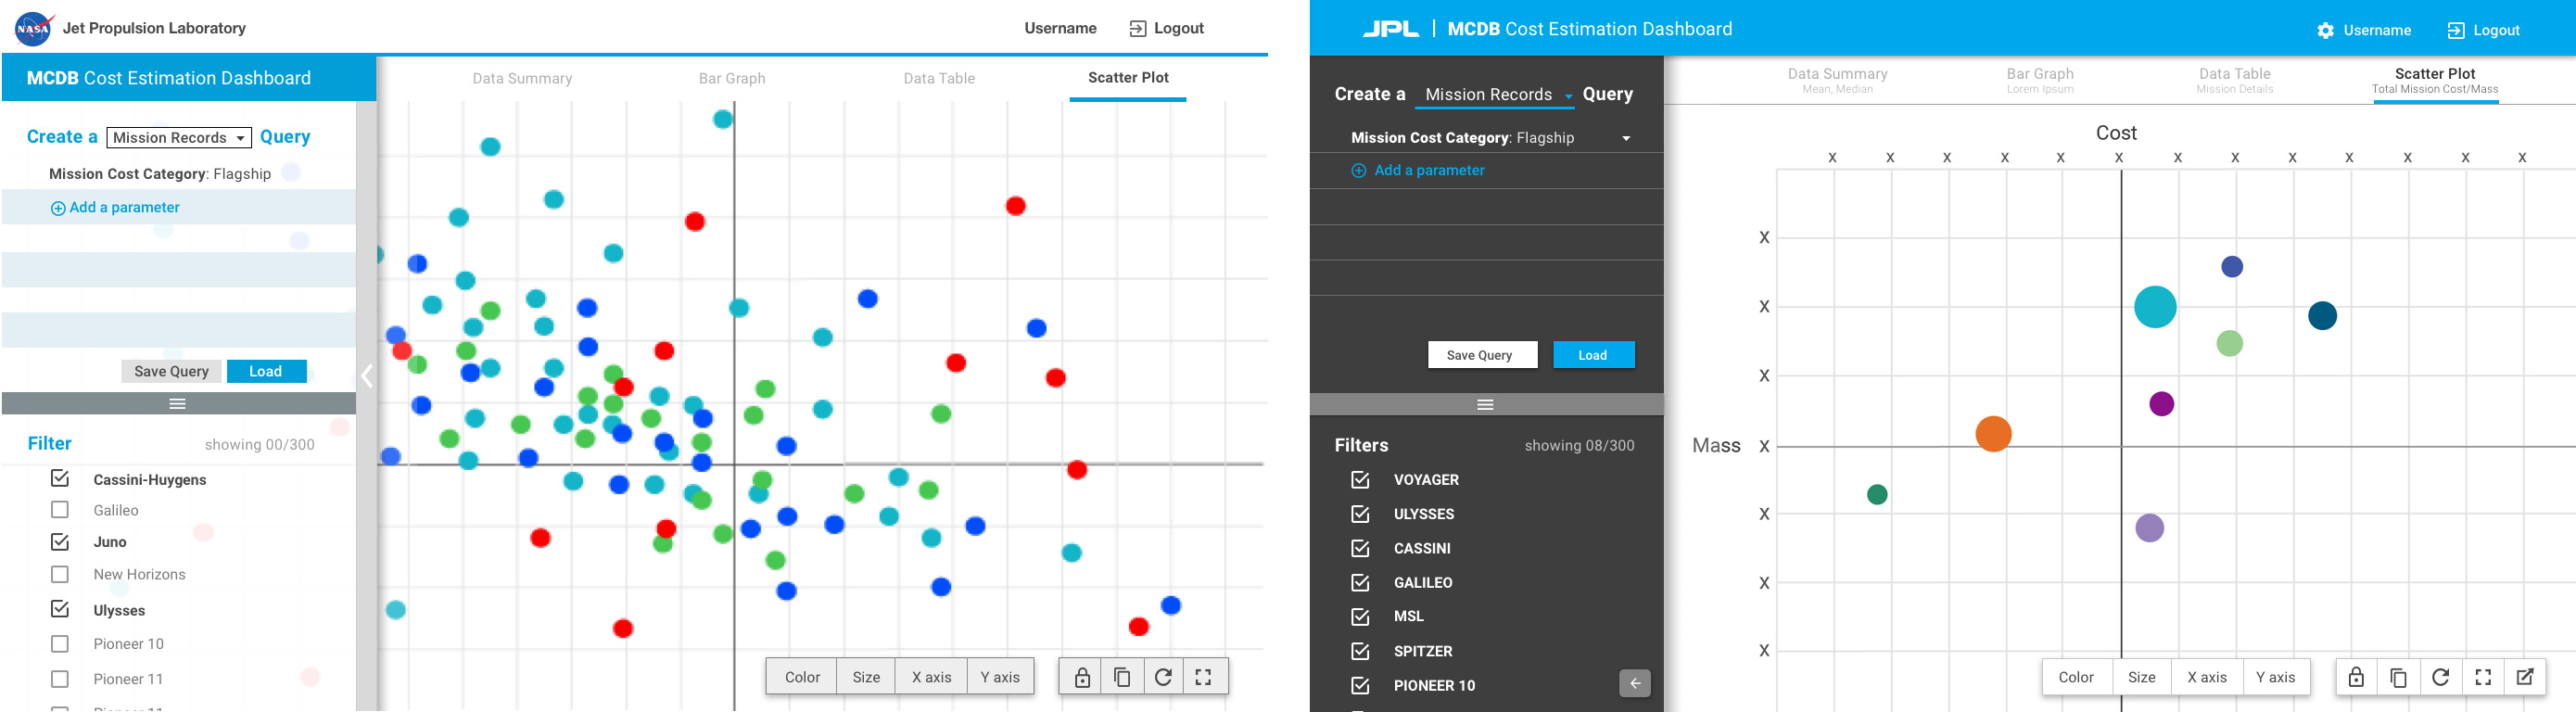 NASA
Jet Propulsion Laboratory
Username
Logout
MCDB Cost Estimation Dashboard
Data Summary
Bar Graph
Data Table
Scatter Plot
Create a Mission Records Query
Mission Cost Category: Flagship
Add a parameter
Save Query
Load
Filter
showing 00/300
Cassini-Huygens
Galileo
Juno
New Horizons
Ulysses
Pioneer 10
Pioneer 11
Color
Size
X axis
Y axis
JPL | MCDB Cost Estimation Dashboard
Username
Logout
Data Summary
Mean, Median
Bar Graph
Lorem Ipsum
Data Table
Mission Details
Scatter Plot
Total Mission Cost/Mass
Create a Mission Records Query
Mission Cost Category: Flagship
Add a parameter
Save Query
Load
Filters
showing 08/300
VOYAGER
ULYSSES
CASSINI
GALILEO
MSL
SPITZER
PIONEER 10
Cost
X X X X X X X X X X X X X
X
X
X
Mass X
X
X
X
Color
Size
X axis
Y axis